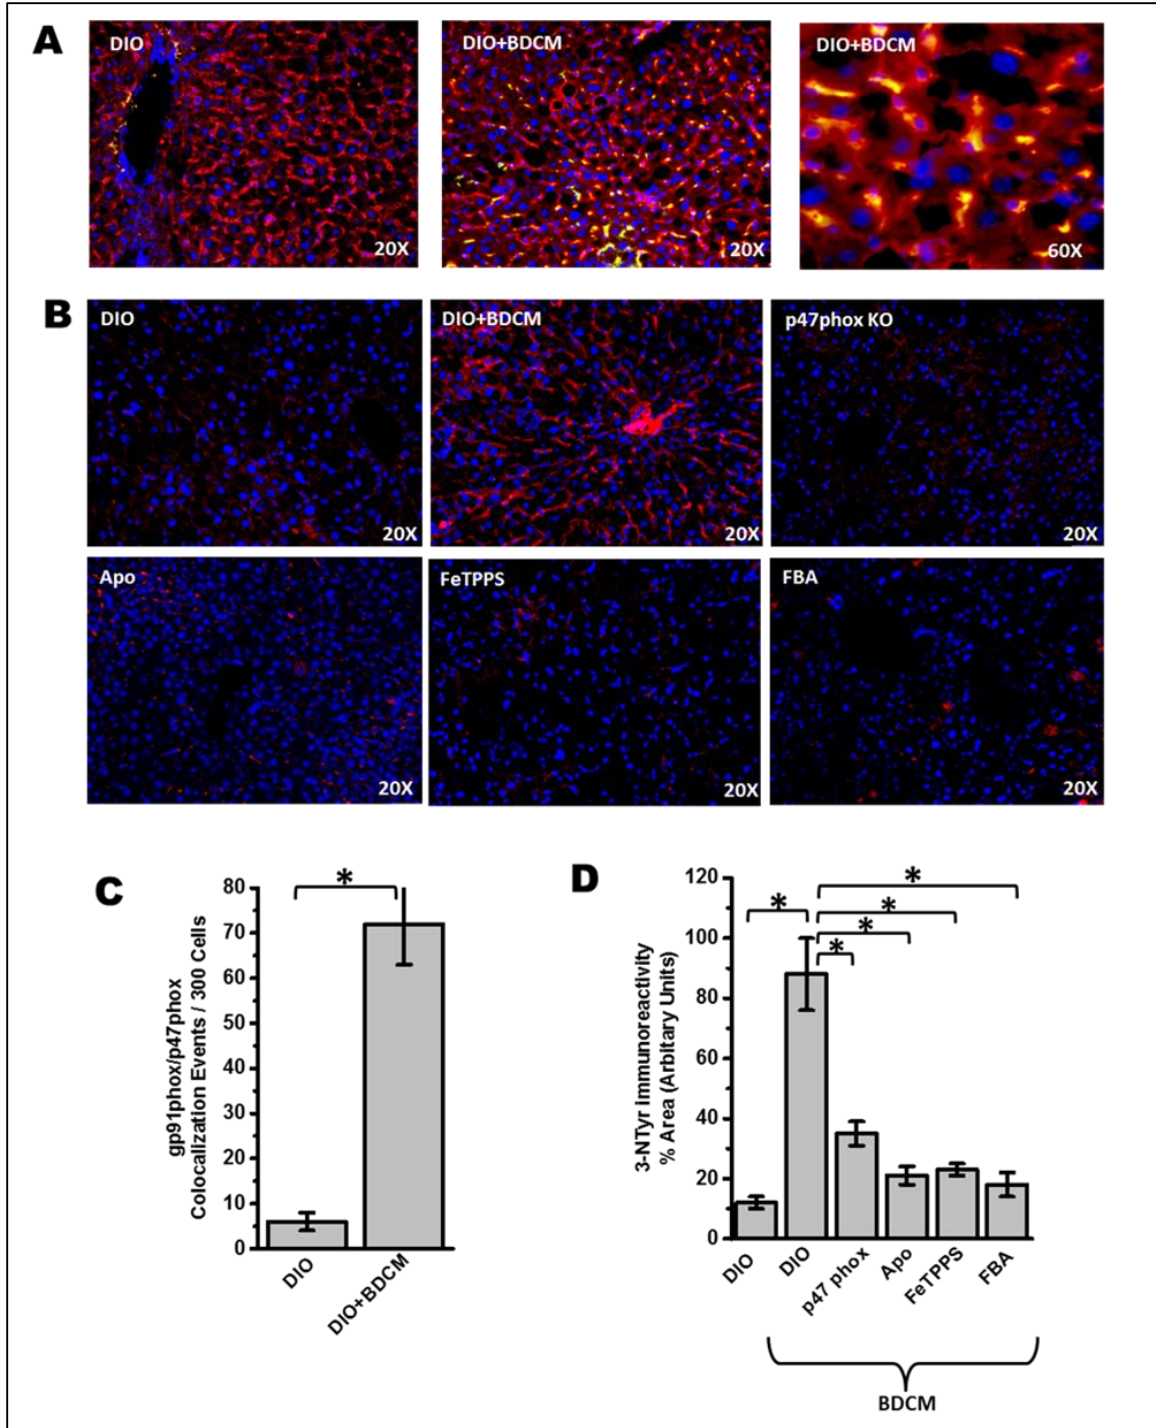 A
DIO
20X
DIO+BDCM
20X
DIO+BDCM
60X
B
DIO
20X
DIO+BDCM
20X
p47phox KO
20X
Apo
20X
FeTPPS
20X
FBA
20X
C
gp91phox/p47phox
Colocalization Events / 300 Cells
80
70
60
50
40
30
20
10
0
*
DIO
DIO+BDCM
D
3-NTyr immunoreactivity
% Area (Arbitary Units)
120
100
80
60
40
20
0
*
*
*
*
*
DIO
DIO
p47 phox
Apo
FeTPPS
FBA
BDCM